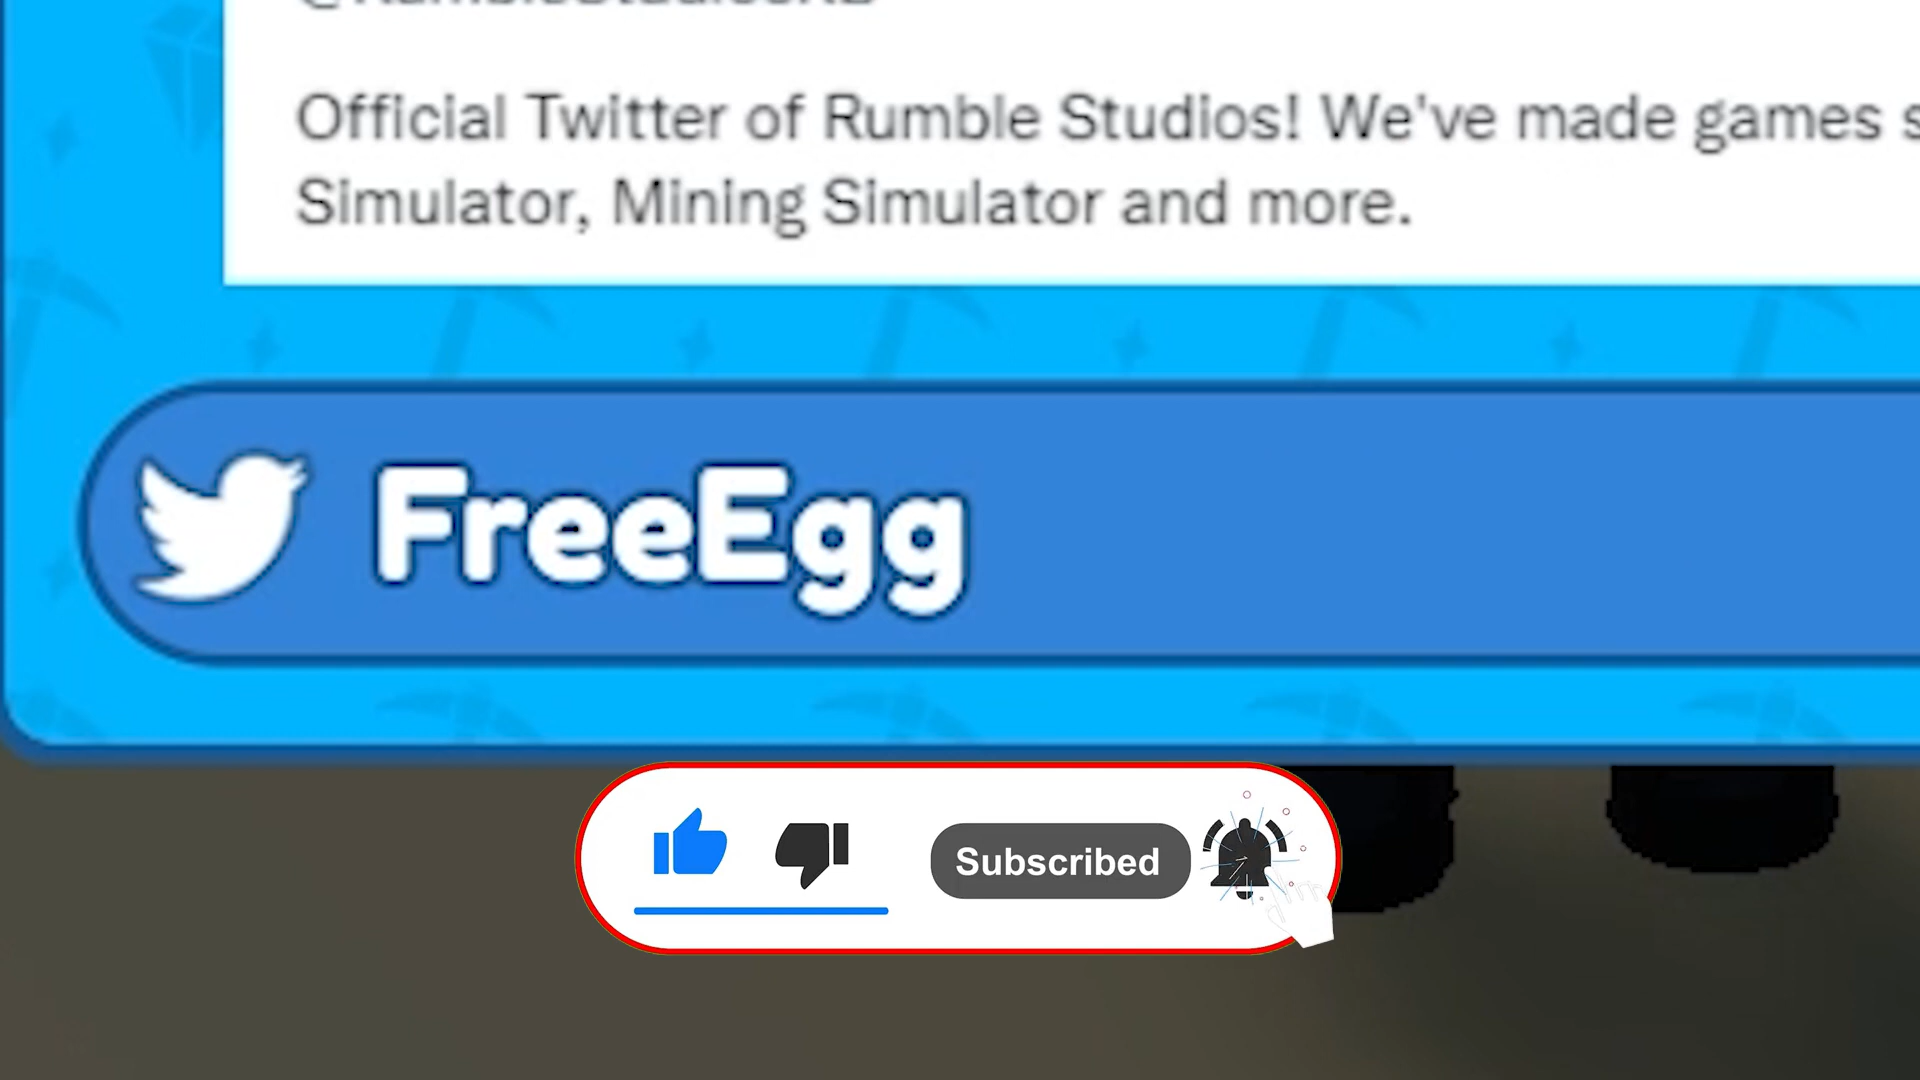 Official Twitter of Rumble Studios! We've made games
Simulator, Mining Simulator and more.
FreeEgg
Subscribed